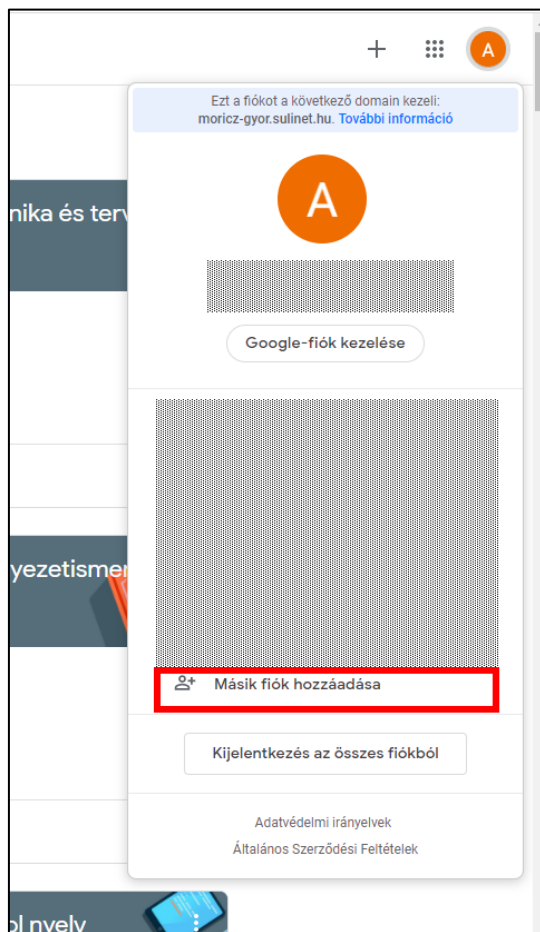 A
Ezt a fiókot a következő domain kezeli:
moricz-gyor.sulinet.hu. További információ
A
nika és terv
Google-fiók kezelése
yezetismer
Másik fiók hozzáadása
Kijelentkezés az összes fiókból
Adatvédelmi irányelvek
Általános Szerződési Feltételek
ol nyelv